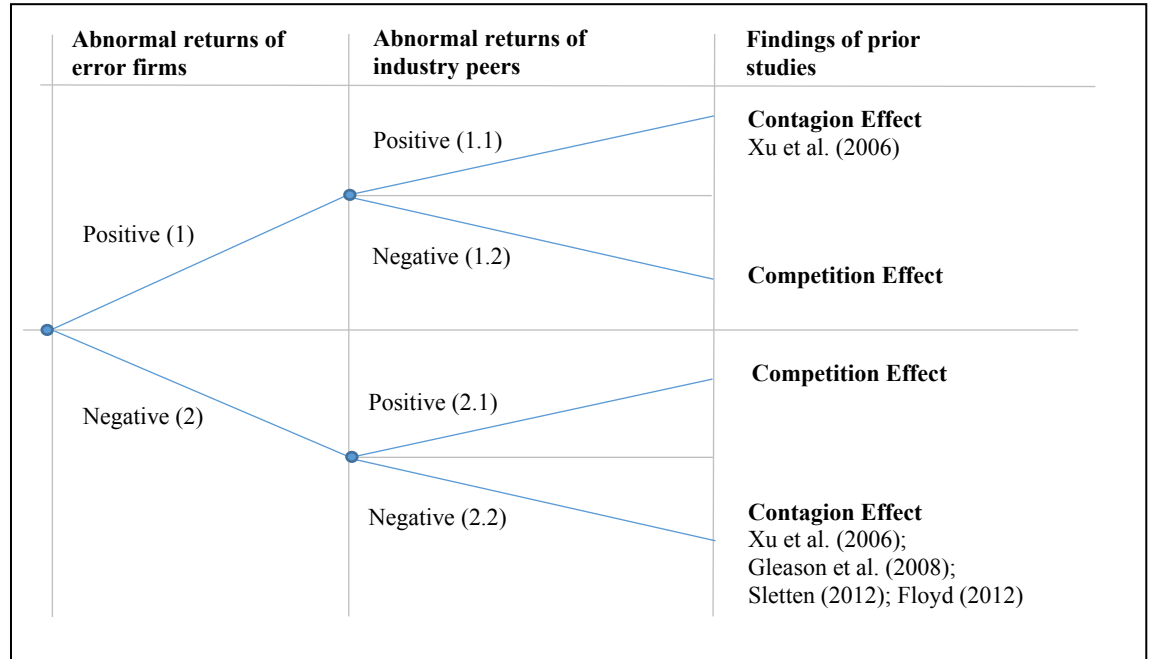 Abnormal returns of
error firms
Abnormal returns of
industry peers
Findings of prior
studies
Positive (1)
Positive (1.1)
Contagion Effect
Xu et al. (2006)
Negative (1.2)
Competition Effect
Negative (2)
Positive (2.1)
Competition Effect
Negative (2.2)
Contagion Effect
Xu et al. (2006);
Gleason et al. (2008);
Sletten (2012); Floyd (2012)